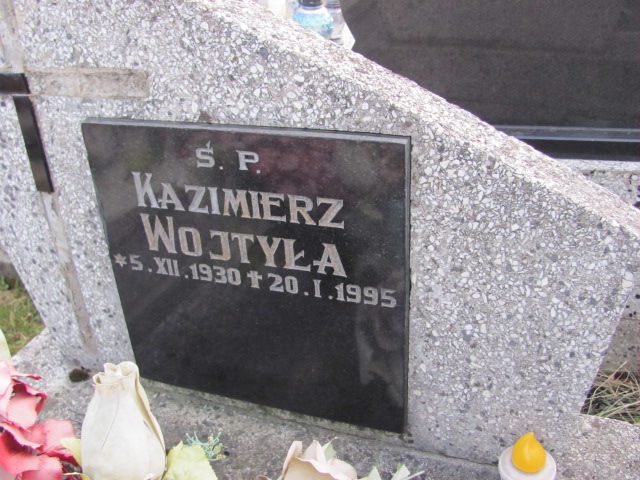 Ś. P.
KAZIMIERZ
WOJTYŁA
*5.XII.1930 ✝ 20.I.1995